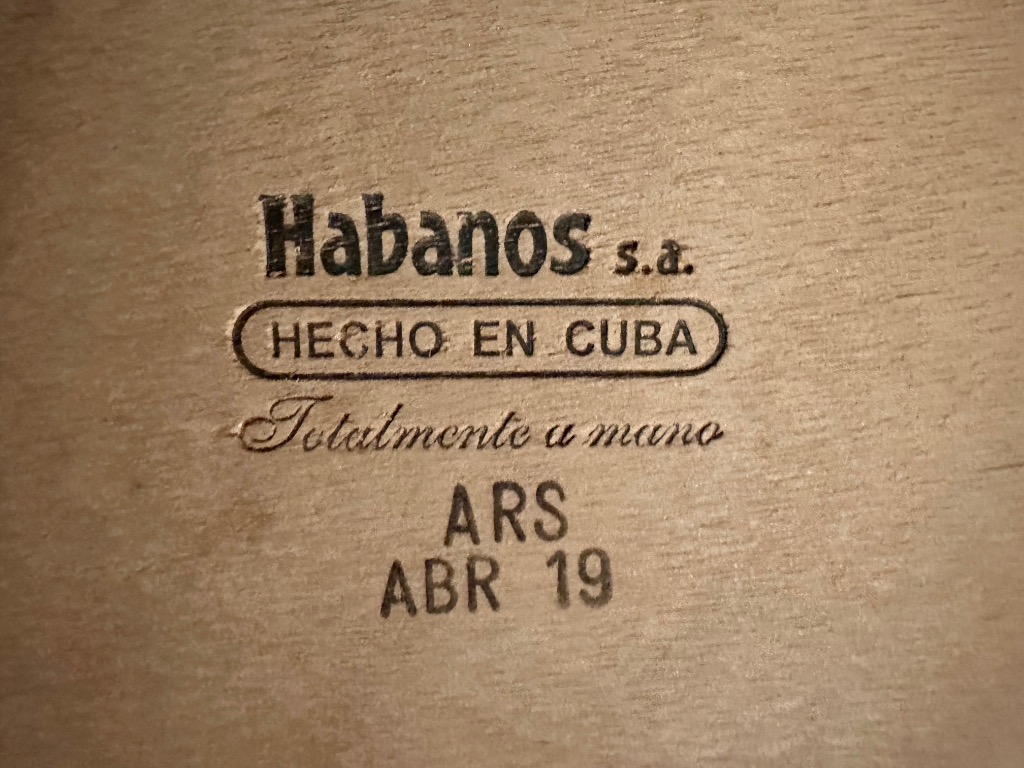 Habanos s.a.
HECHO EN CUBA
Totalmente a mano
ARS
ABR 19